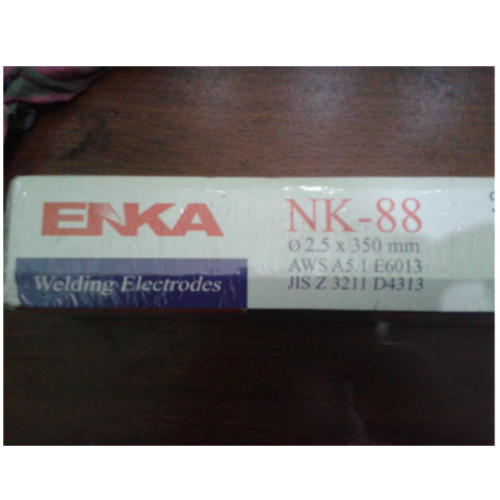 ENKA
Welding Electrodes
NK-88
Ø 2.5 x 350 mm
AWS A5.1 E6013
JIS Z 3211 D4313